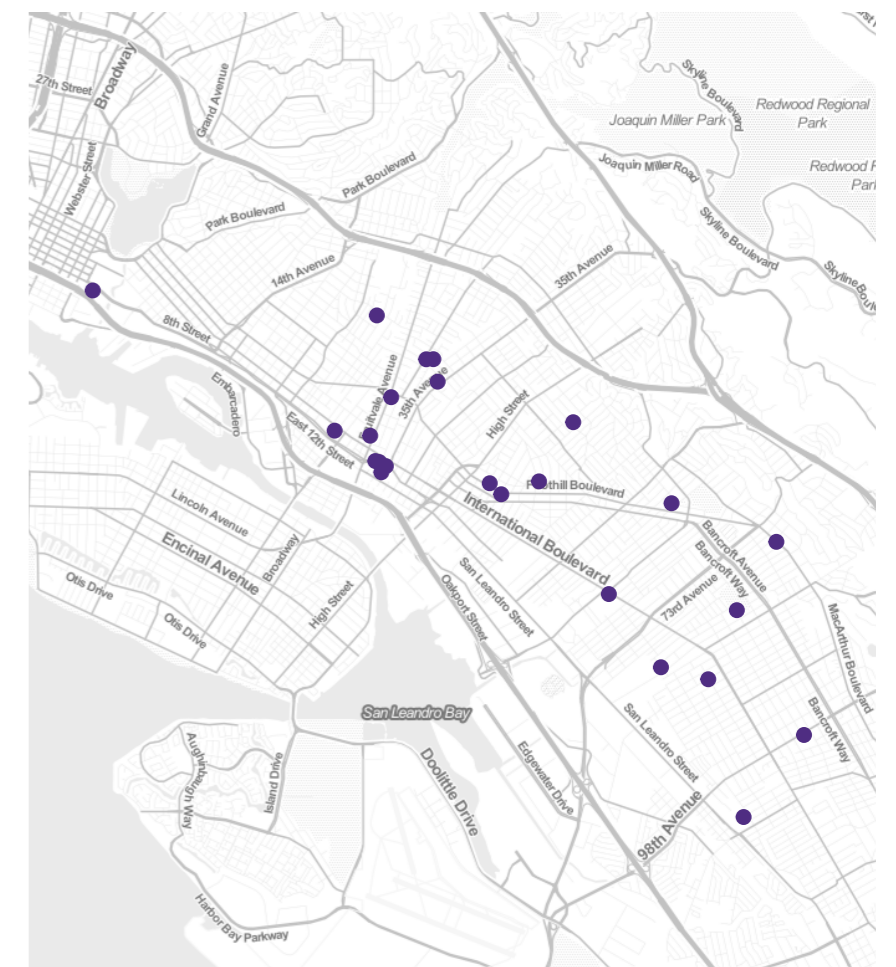 Broadway
27th Street
Grand Avenue
Webster Street
Park Boulevard
Park Boulevard
14th Avenue
8th Street
Embarcadero
East 12th Street
Fruitvale Avenue
35th Avenue
35th Avenue
High Street
Skyline Boulevard
Joaquin Miller Park
Redwood Regional
Park
Joaquin Miller Road
Redwood R
Park
Skyline Boulevard
Skyline Boul
Foothill Boulevard
International Boulevard
Lincoln Avenue
Encinal Avenue
Broadway
High Street
Otis Drive
Otis Drive
Oakport Street
San Leandro Street
Bancroft Avenue
Bancroft Way
73rd Avenue
MacArthur Boulevard
San Leandro Bay
San Leandro Street
Bancroft Way
Aughinbaugh Way
Island Drive
Doolittle Drive
Edgewater Drive
98th Avenue
Harbor Bay Parkway